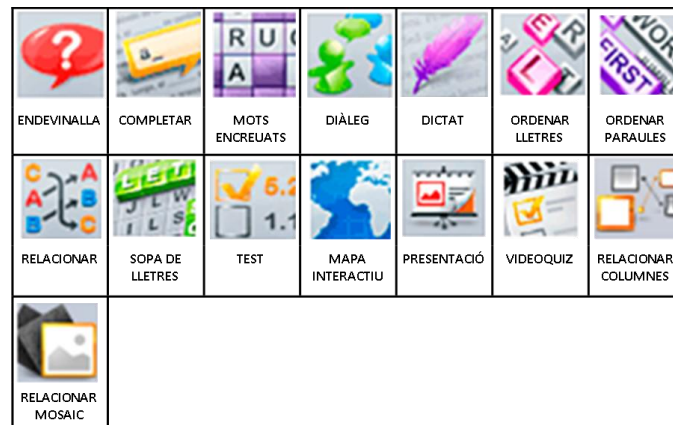 ENDEVINALLA
COMPLETAR
MOTS
ENCREUATS
DIÀLEG
DICTAT
ORDENAR
LLETRES
ORDENAR
PARAULES
RELACIONAR
SOPA DE
LLETRES
TEST
MAPA
INTERACTIU
PRESENTACIÓ
VIDEOQUIZ
RELACIONAR
COLUMNES
RELACIONAR
MOSAIC